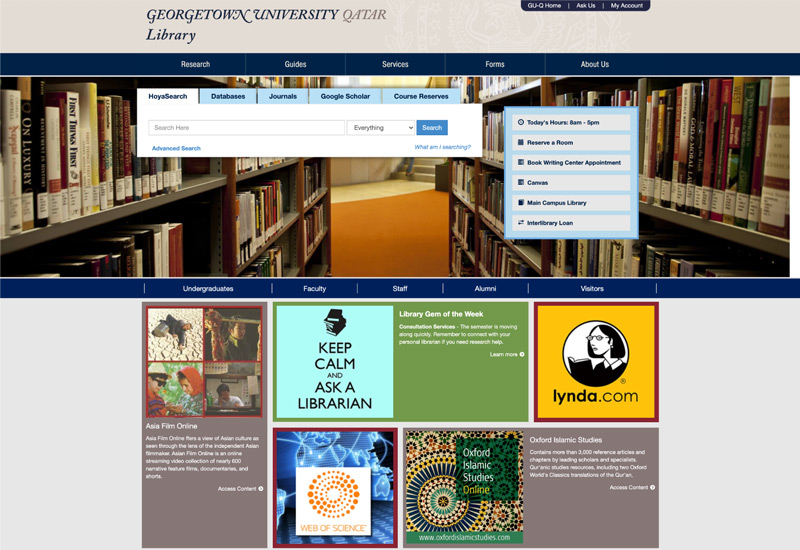 GU-Q Home | Ask Us | My Account
GEORGETOWN UNIVERSITY QATAR
Library
Research
Guides
Services
Forms
About Us
HoyaSearch
Databases
Journals
Google Scholar
Course Reserves
Search Here
Everything
Search
Advanced Search
What am I searching?
Today's Hours: 8am - 5pm
Reserve a Room
Book Writing Center Appointment
Canvas
Main Campus Library
Interlibrary Loan
ON LUXURY
FIRST THINGS FIRST
Undergraduates
Faculty
Staff
Alumni
Visitors
Asia Film Online
Asia Film Online ffers a view of Asian culture as
seen through the lens of the independent Asian
filmmaker. Asian Film Online is an online
streaming video collection of nearly 600
narrative feature films, documentaries, and
shorts.
Access Content
KEEP
CALM
AND
ASK A
LIBRARIAN
Library Gem of the Week
Consultation Services - The semester is moving
along quickly. Remember to connect with your
personal librarian if you need research help.
Learn more
lynda.com
®
WEB OF SCIENCE™
Oxford
Islamic
Studies
Online
www.oxfordislamicstudies.com
Oxford Islamic Studies
Contains more than 3,000 reference articles and
chapters by leading scholars and specialists.
Qur'anic studies resources, including two Oxford
World's Classics translations of the Qur'an.
Access Content